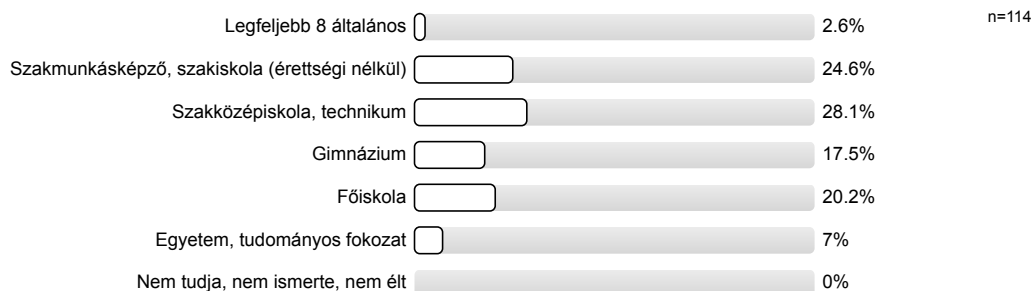 Legfeljebb 8 általános 2.6% n=114
Szakmunkásképző, szakiskola (érettségi nélkül) 24.6%
Szakközépiskola, technikum 28.1%
Gimnázium 17.5%
Főiskola 20.2%
Egyetem, tudományos fokozat 7%
Nem tudja, nem ismerte, nem élt 0%